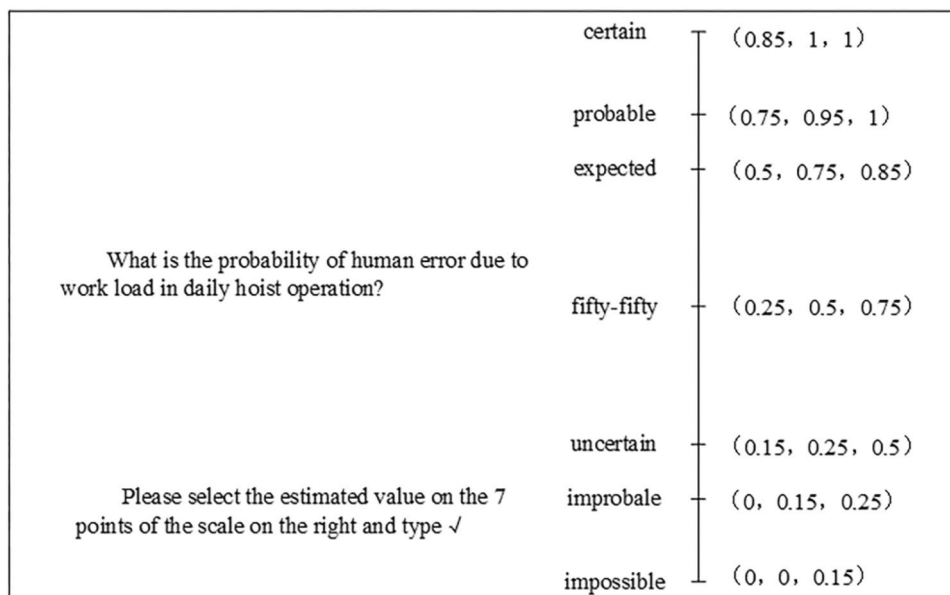 certain (0.85, 1, 1)
probable (0.75, 0.95, 1)
expected (0.5, 0.75, 0.85)
What is the probability of human error due to
work load in daily hoist operation?
fifty-fifty (0.25, 0.5, 0.75)
uncertain (0.15, 0.25, 0.5)
Please select the estimated value on the 7
points of the scale on the right and type √
improbale (0, 0.15, 0.25)
impossible (0, 0, 0.15)